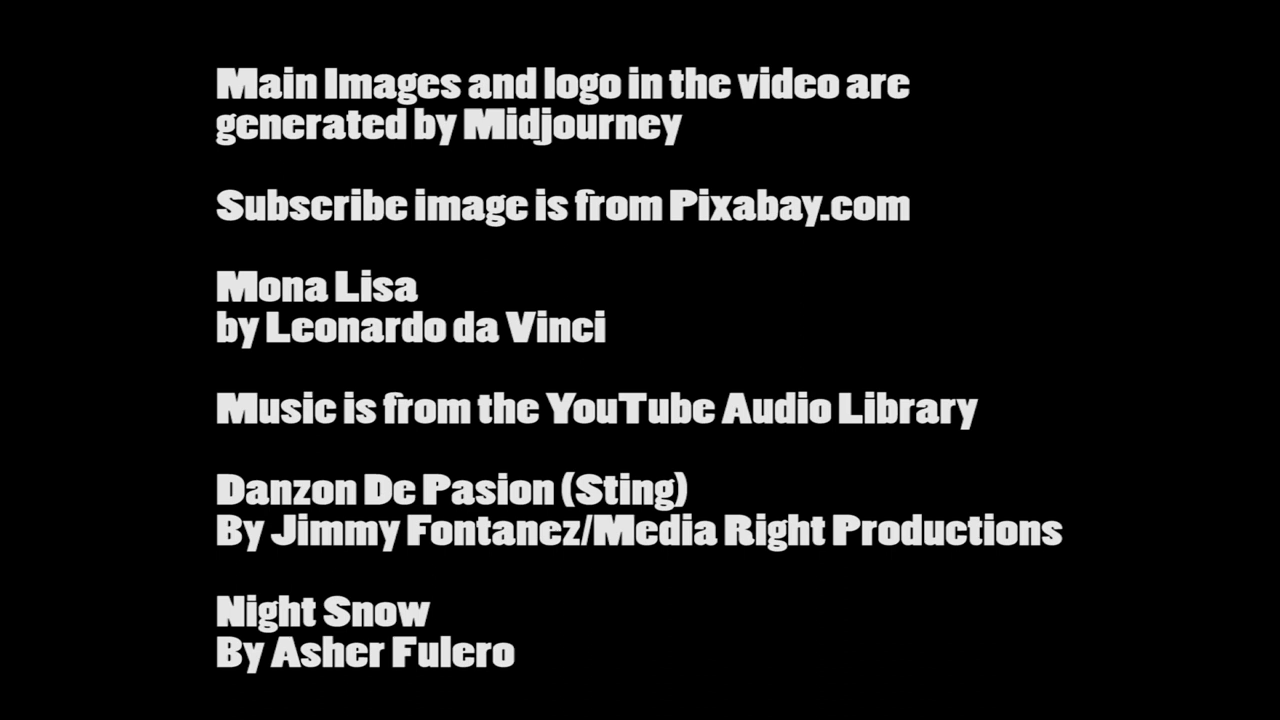 Main Images and logo in the video are
generated by Midjourney
Subscribe image is from Pixabay.com
Mona Lisa
by Leonardo da Vinci
Music is from the YouTube Audio Library
Danzon De Pasion (Sting)
By Jimmy Fontanez/Media Right Productions
Night Snow
By Asher Fulero